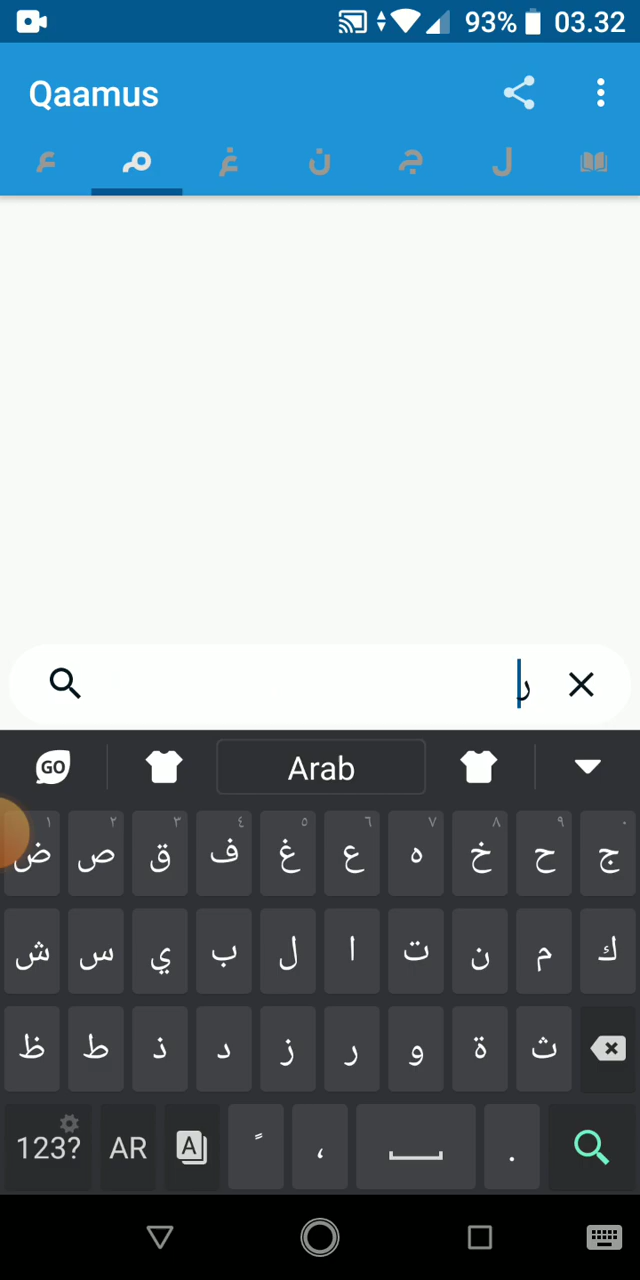 93% 03.32
Qaamus
ع م غ ن ج ل
ر
GO Arab
١ ٢ ٣ ٤ ٥ ٦ ٧ ٨ ٩ ٠
ض ص ق ف غ ع ه خ ح ج
ش س ي ب ل ا ت ن م ك
ظ ط ذ د ز ر و ة ث
123? AR A ً ، .